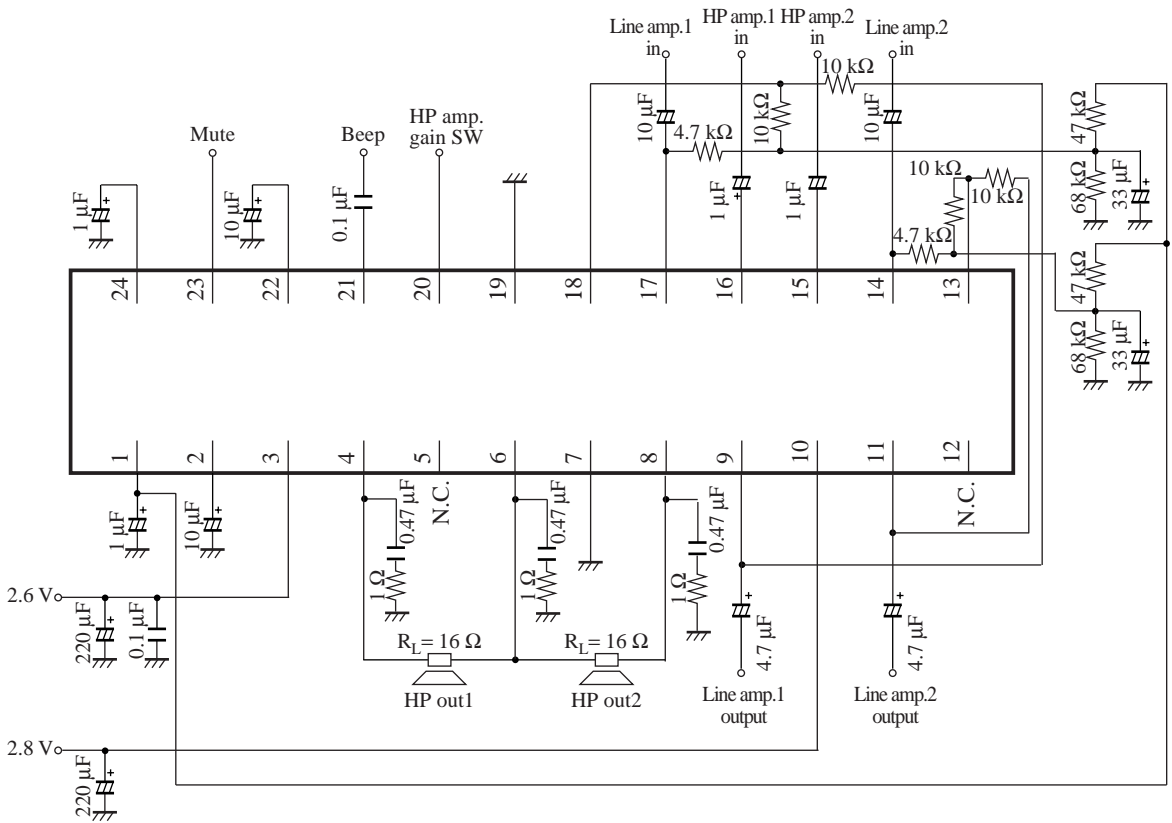 Line amp.1
in
HP amp.1
in
HP amp.2
in
Line amp.2
in
Mute
Beep
HP amp.
gain SW
10 µF
4.7 kΩ
10 kΩ
10 kΩ
10 µF
47 kΩ
68 kΩ
33 µF
1 µF
10 µF
0.1 µF
1 µF
1 µF
10 kΩ
10 kΩ
4.7 kΩ
47 kΩ
68 kΩ
33 µF
24
23
22
21
20
19
18
17
16
15
14
13
1
2
3
4
5
6
7
8
9
10
11
12
N.C.
N.C.
1 µF
10 µF
0.47 µF
1 Ω
0.47 µF
1 Ω
0.47 µF
1 Ω
2.6 V
220 µF
0.1 µF
RL= 16 Ω
RL= 16 Ω
HP out1
HP out2
4.7 µF
4.7 µF
Line amp.1
output
Line amp.2
output
2.8 V
220 µF